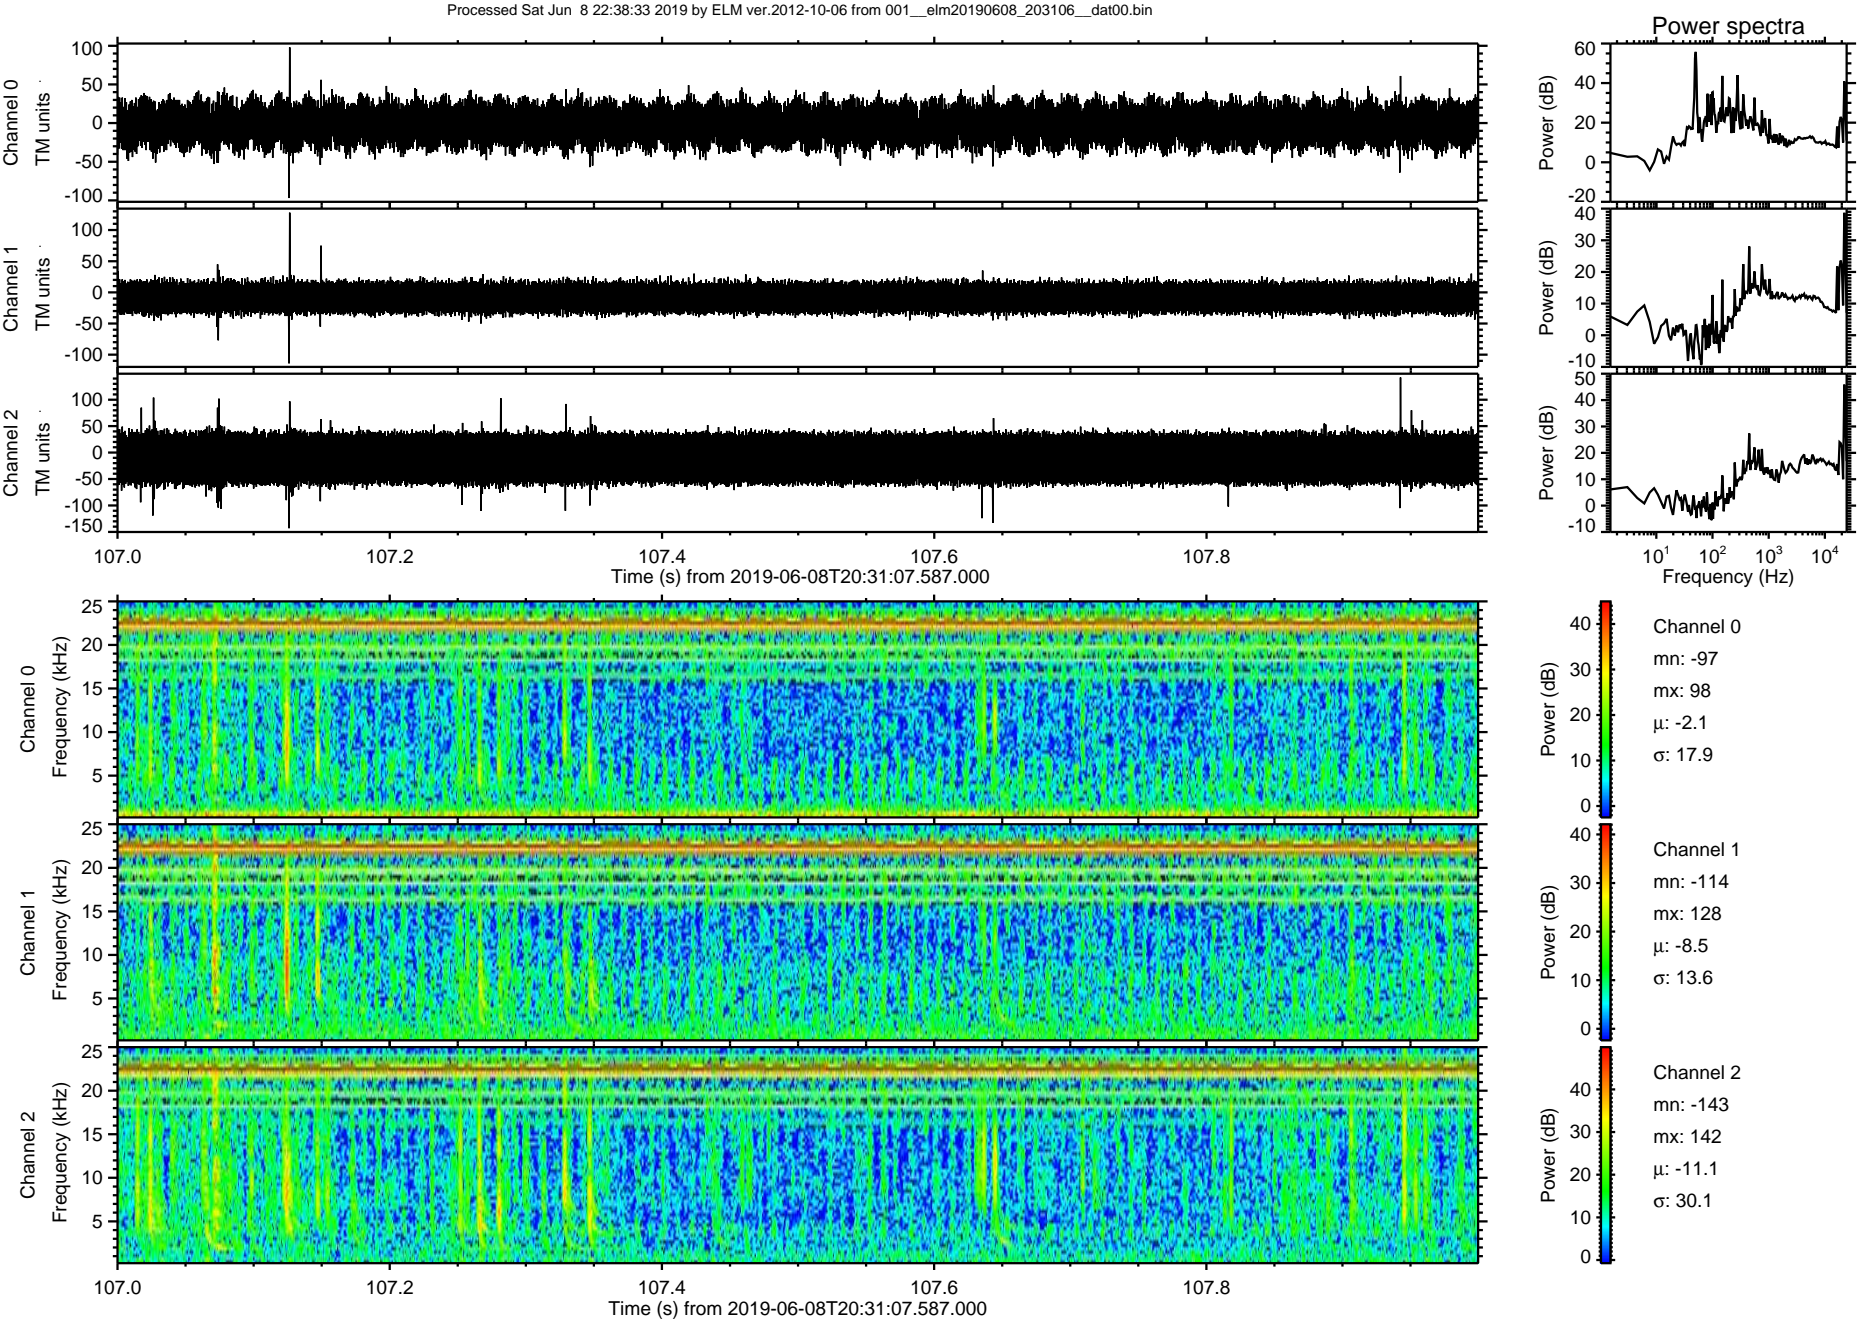 Processed Sat Jun  8 22:38:33 2019 by ELM ver.2012-10-06 from 001__elm20190608_203106__dat00.bin
Power spectra
Channel 0
TM units
100
50
0
-50
-100
Power (dB)
60
40
20
0
-20
Channel 1
TM units
100
50
0
-50
-100
Power (dB)
40
30
20
10
0
-10
Channel 2
TM units
100
50
0
-50
-100
-150
Power (dB)
50
40
30
20
10
0
-10
107.0 107.2 107.4 107.6 107.8
Time (s) from 2019-06-08T20:31:07.587.000
10¹ 10² 10³ 10⁴
Frequency (Hz)
Channel 0
Frequency (kHz)
25
20
15
10
5
Power (dB)
40
30
20
10
0
Channel 0
mn: -97
mx: 98
μ: -2.1
σ: 17.9
Channel 1
Frequency (kHz)
25
20
15
10
5
Power (dB)
40
30
20
10
0
Channel 1
mn: -114
mx: 128
μ: -8.5
σ: 13.6
Channel 2
Frequency (kHz)
25
20
15
10
5
Power (dB)
40
30
20
10
0
Channel 2
mn: -143
mx: 142
μ: -11.1
σ: 30.1
107.0 107.2 107.4 107.6 107.8
Time (s) from 2019-06-08T20:31:07.587.000